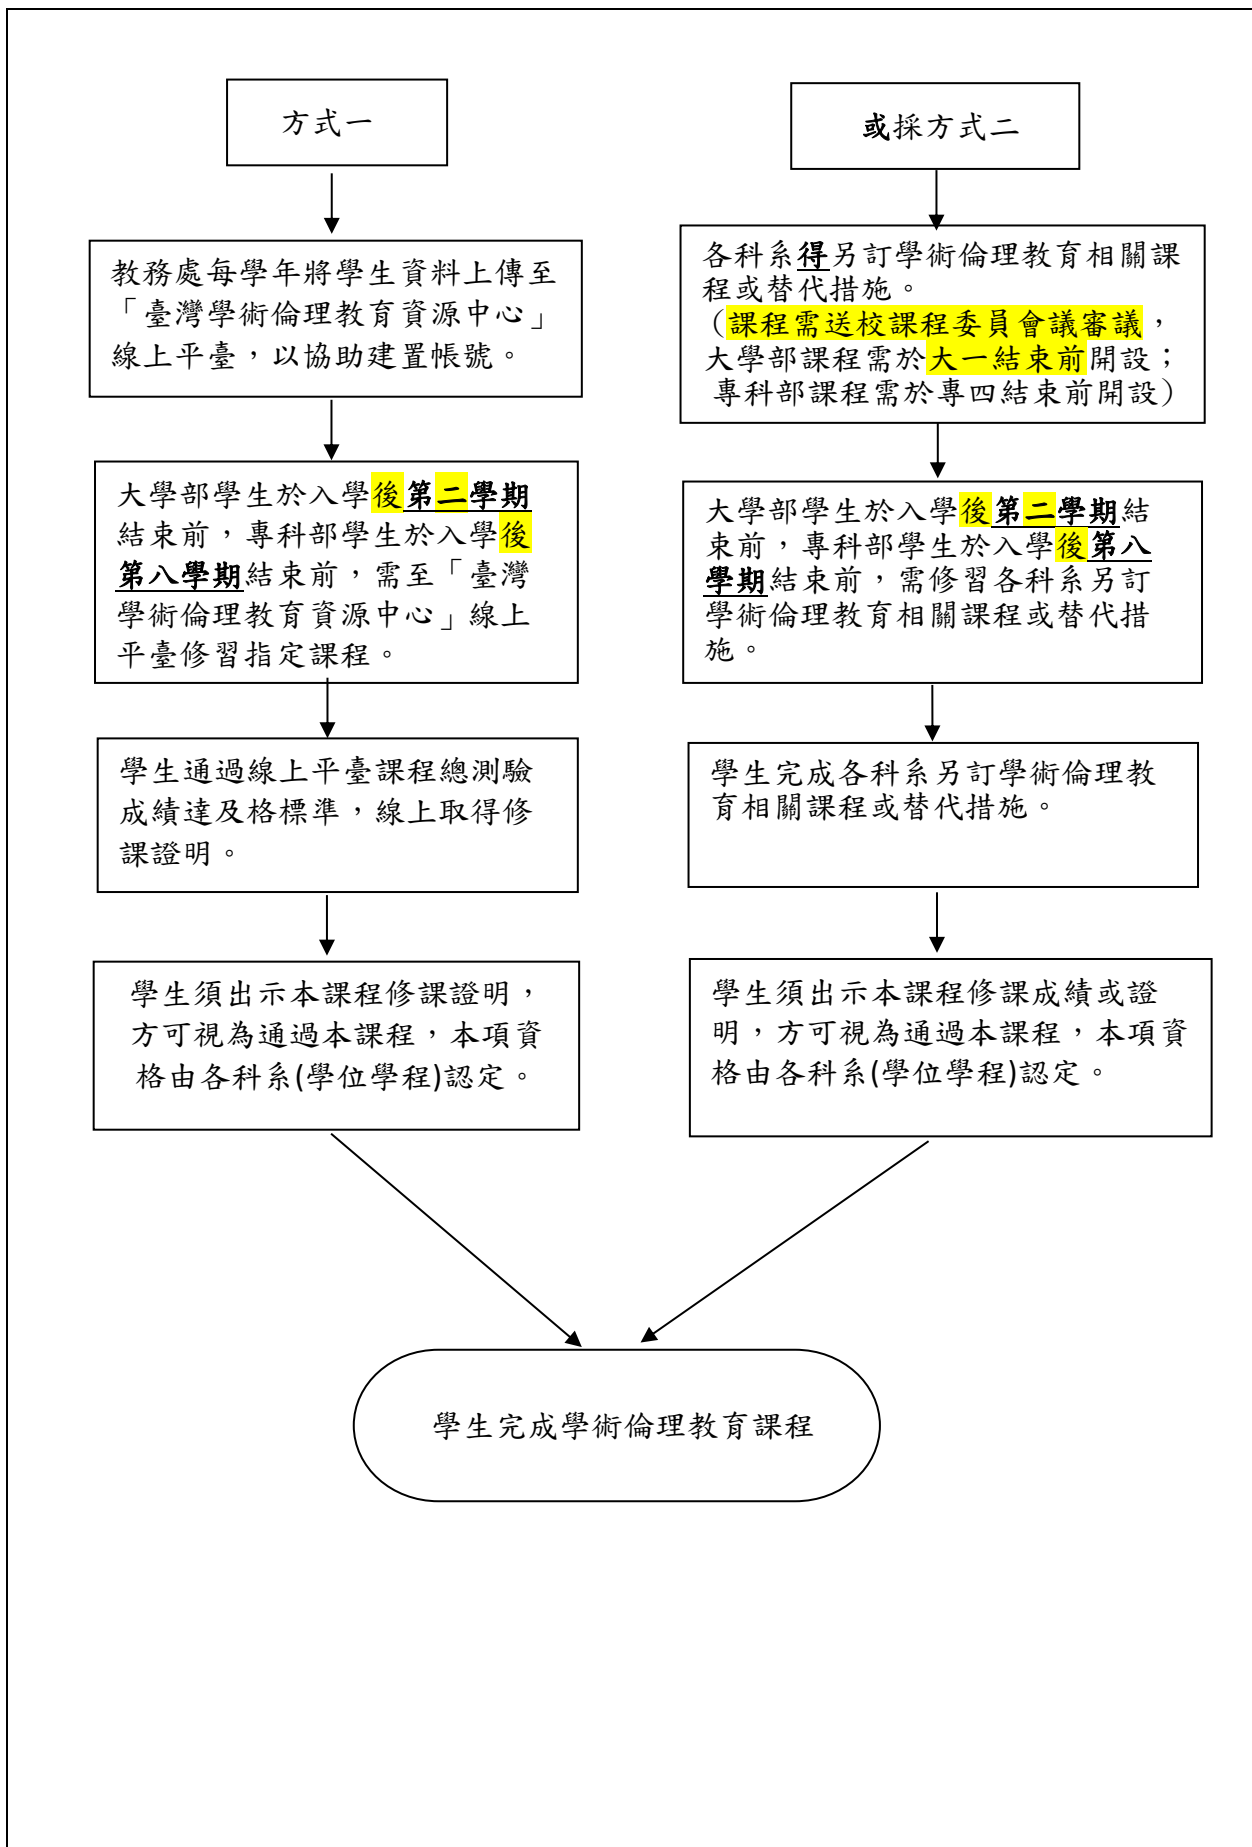 方式一
教務處每學年將學生資料上傳至
「臺灣學術倫理教育資源中心」
線上平臺，以協助建置帳號。
大學部學生於入學後第二學期
結束前，專科部學生於入學後
第八學期結束前，需至「臺灣
學術倫理教育資源中心」線上
平臺修習指定課程。
學生通過線上平臺課程總測驗
成績達及格標準，線上取得修
課證明。
學生須出示本課程修課證明，
方可視為通過本課程，本項資
格由各科系(學位學程)認定。
或採方式二
各科系得另訂學術倫理教育相關課
程或替代措施。
（課程需送校課程委員會議審議，
大學部課程需於大一結束前開設；
專科部課程需於專四結束前開設）
大學部學生於入學後第二學期結
束前，專科部學生於入學後第八
學期結束前，需修習各科系另訂
學術倫理教育相關課程或替代措
施。
學生完成各科系另訂學術倫理教
育相關課程或替代措施。
學生須出示本課程修課成績或證
明，方可視為通過本課程，本項資
格由各科系(學位學程)認定。
學生完成學術倫理教育課程